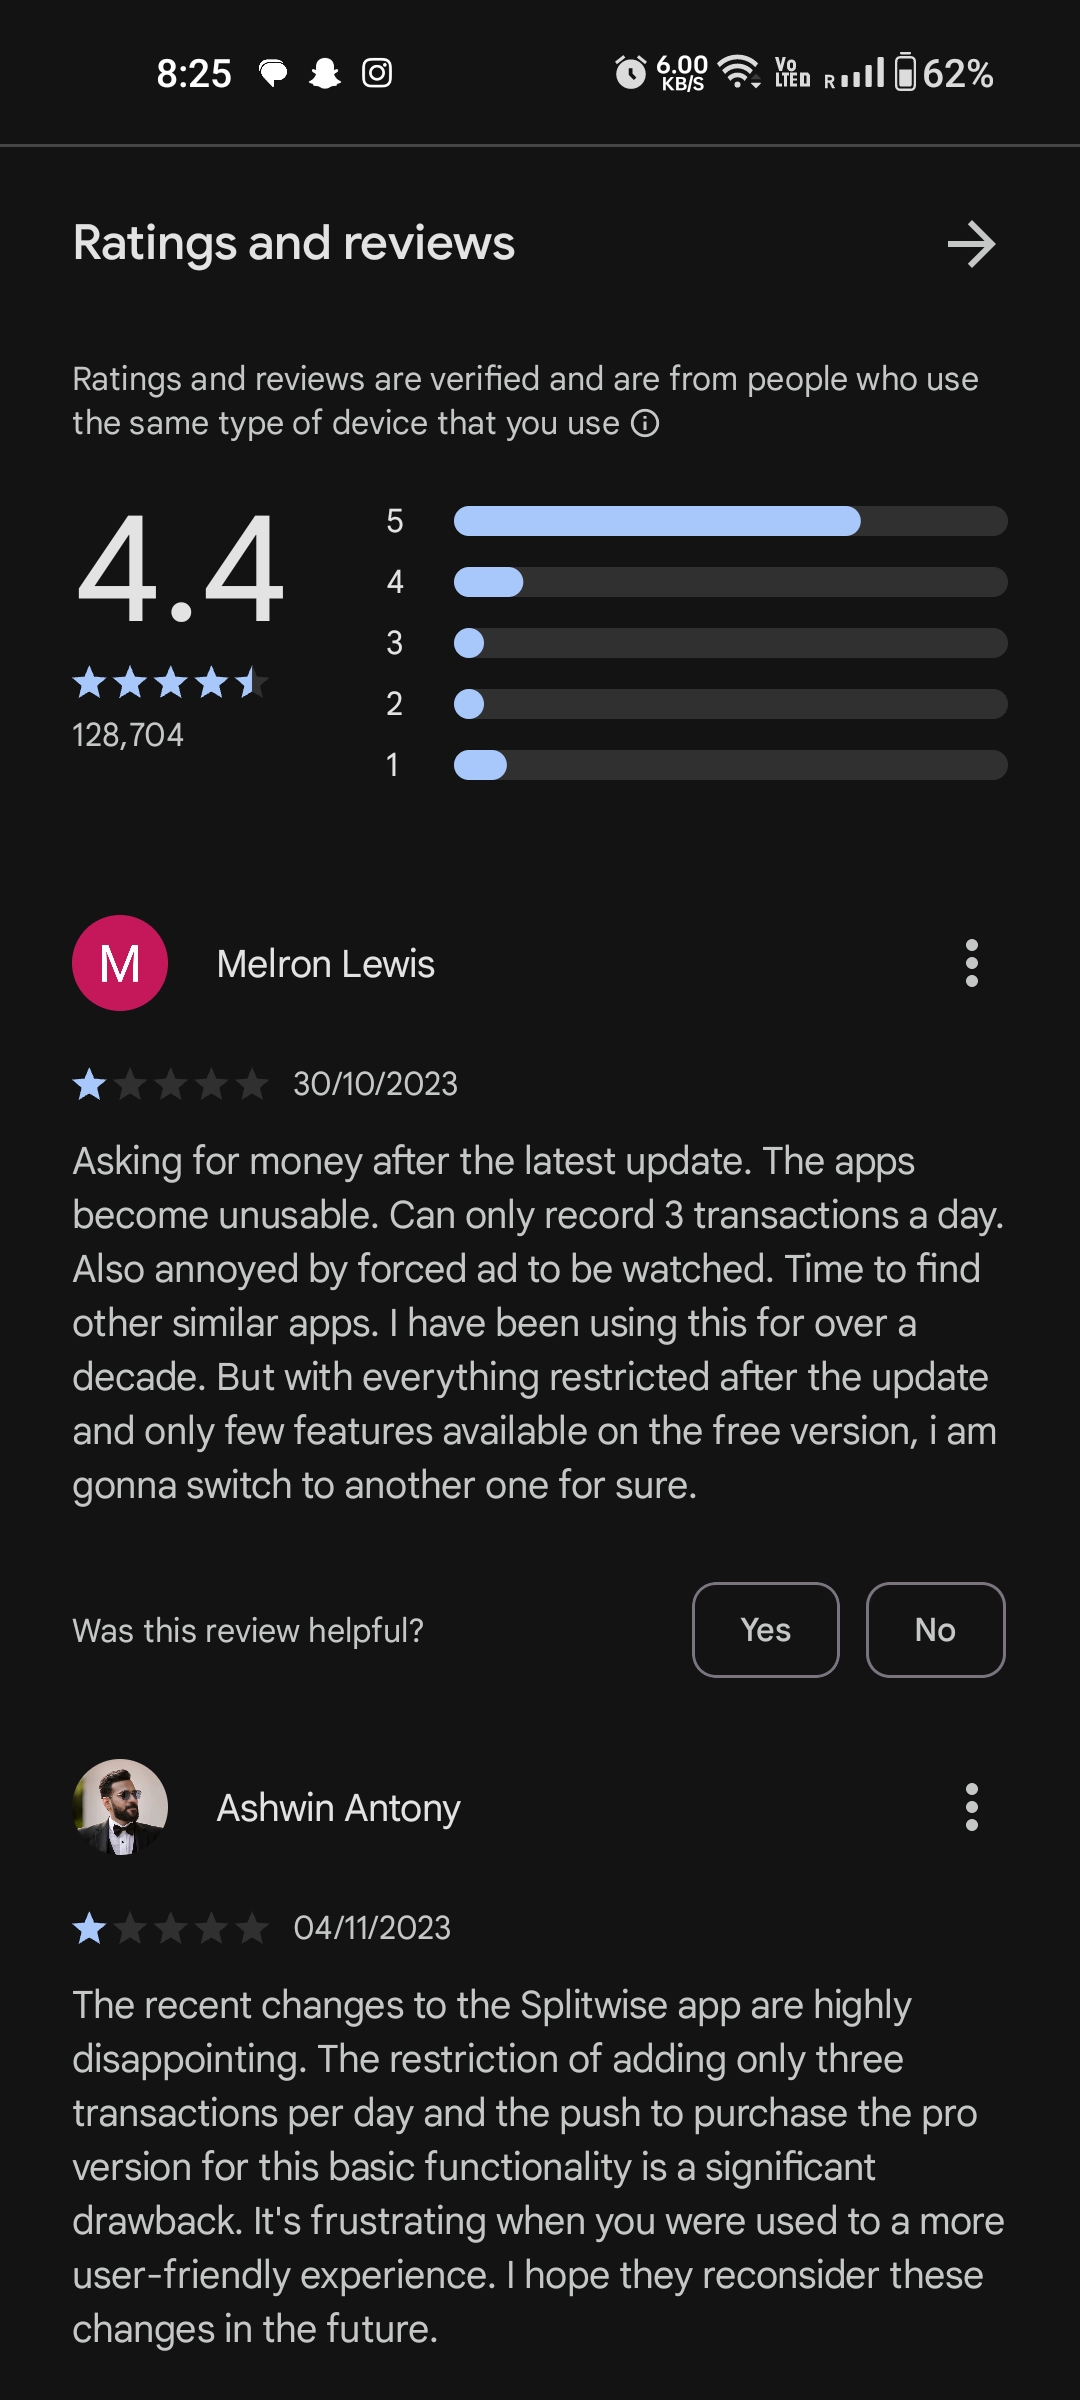 8:25
6.00
KB/S
Vo
LTED
R
62%
Ratings and reviews
Ratings and reviews are verified and are from people who use
the same type of device that you use
4.4
128,704
5
4
3
2
1
M
Melron Lewis
30/10/2023
Asking for money after the latest update. The apps
become unusable. Can only record 3 transactions a day.
Also annoyed by forced ad to be watched. Time to find
other similar apps. I have been using this for over a
decade. But with everything restricted after the update
and only few features available on the free version, i am
gonna switch to another one for sure.
Was this review helpful?
Yes
No
Ashwin Antony
04/11/2023
The recent changes to the Splitwise app are highly
disappointing. The restriction of adding only three
transactions per day and the push to purchase the pro
version for this basic functionality is a significant
drawback. It's frustrating when you were used to a more
user-friendly experience. I hope they reconsider these
changes in the future.